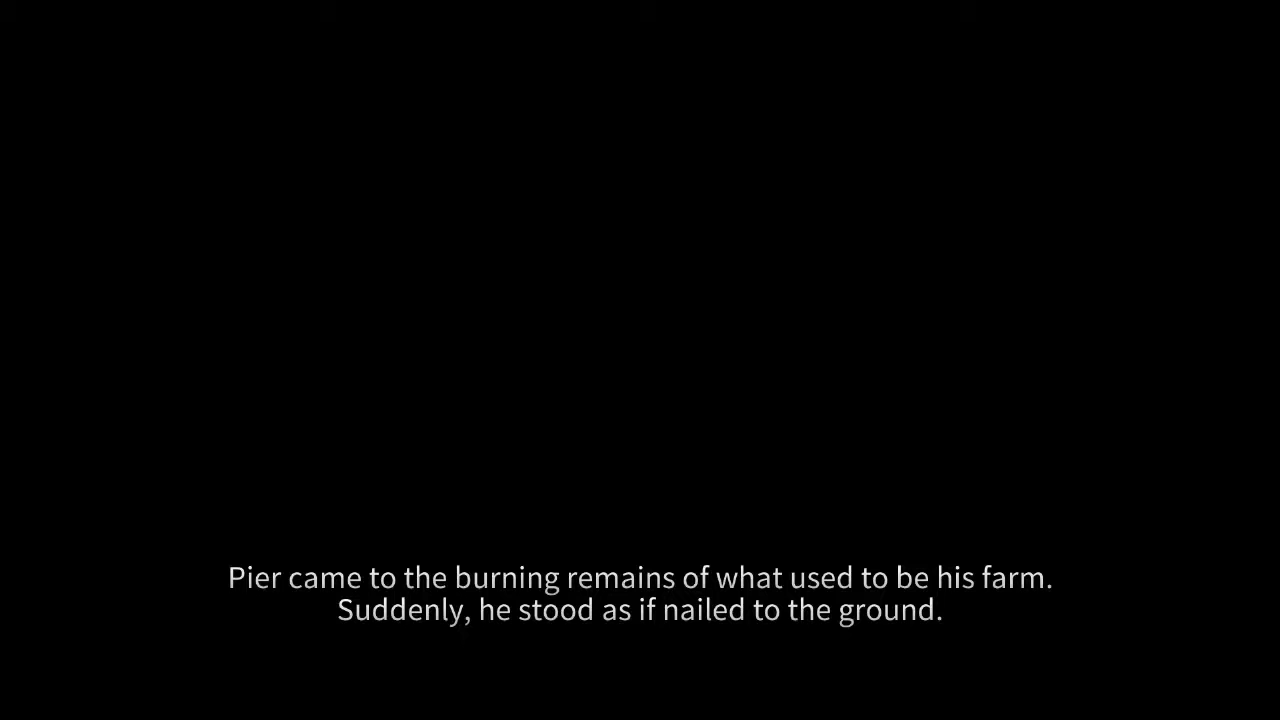 Pier came to the burning remains of what used to be his farm.
Suddenly, he stood as if nailed to the ground.